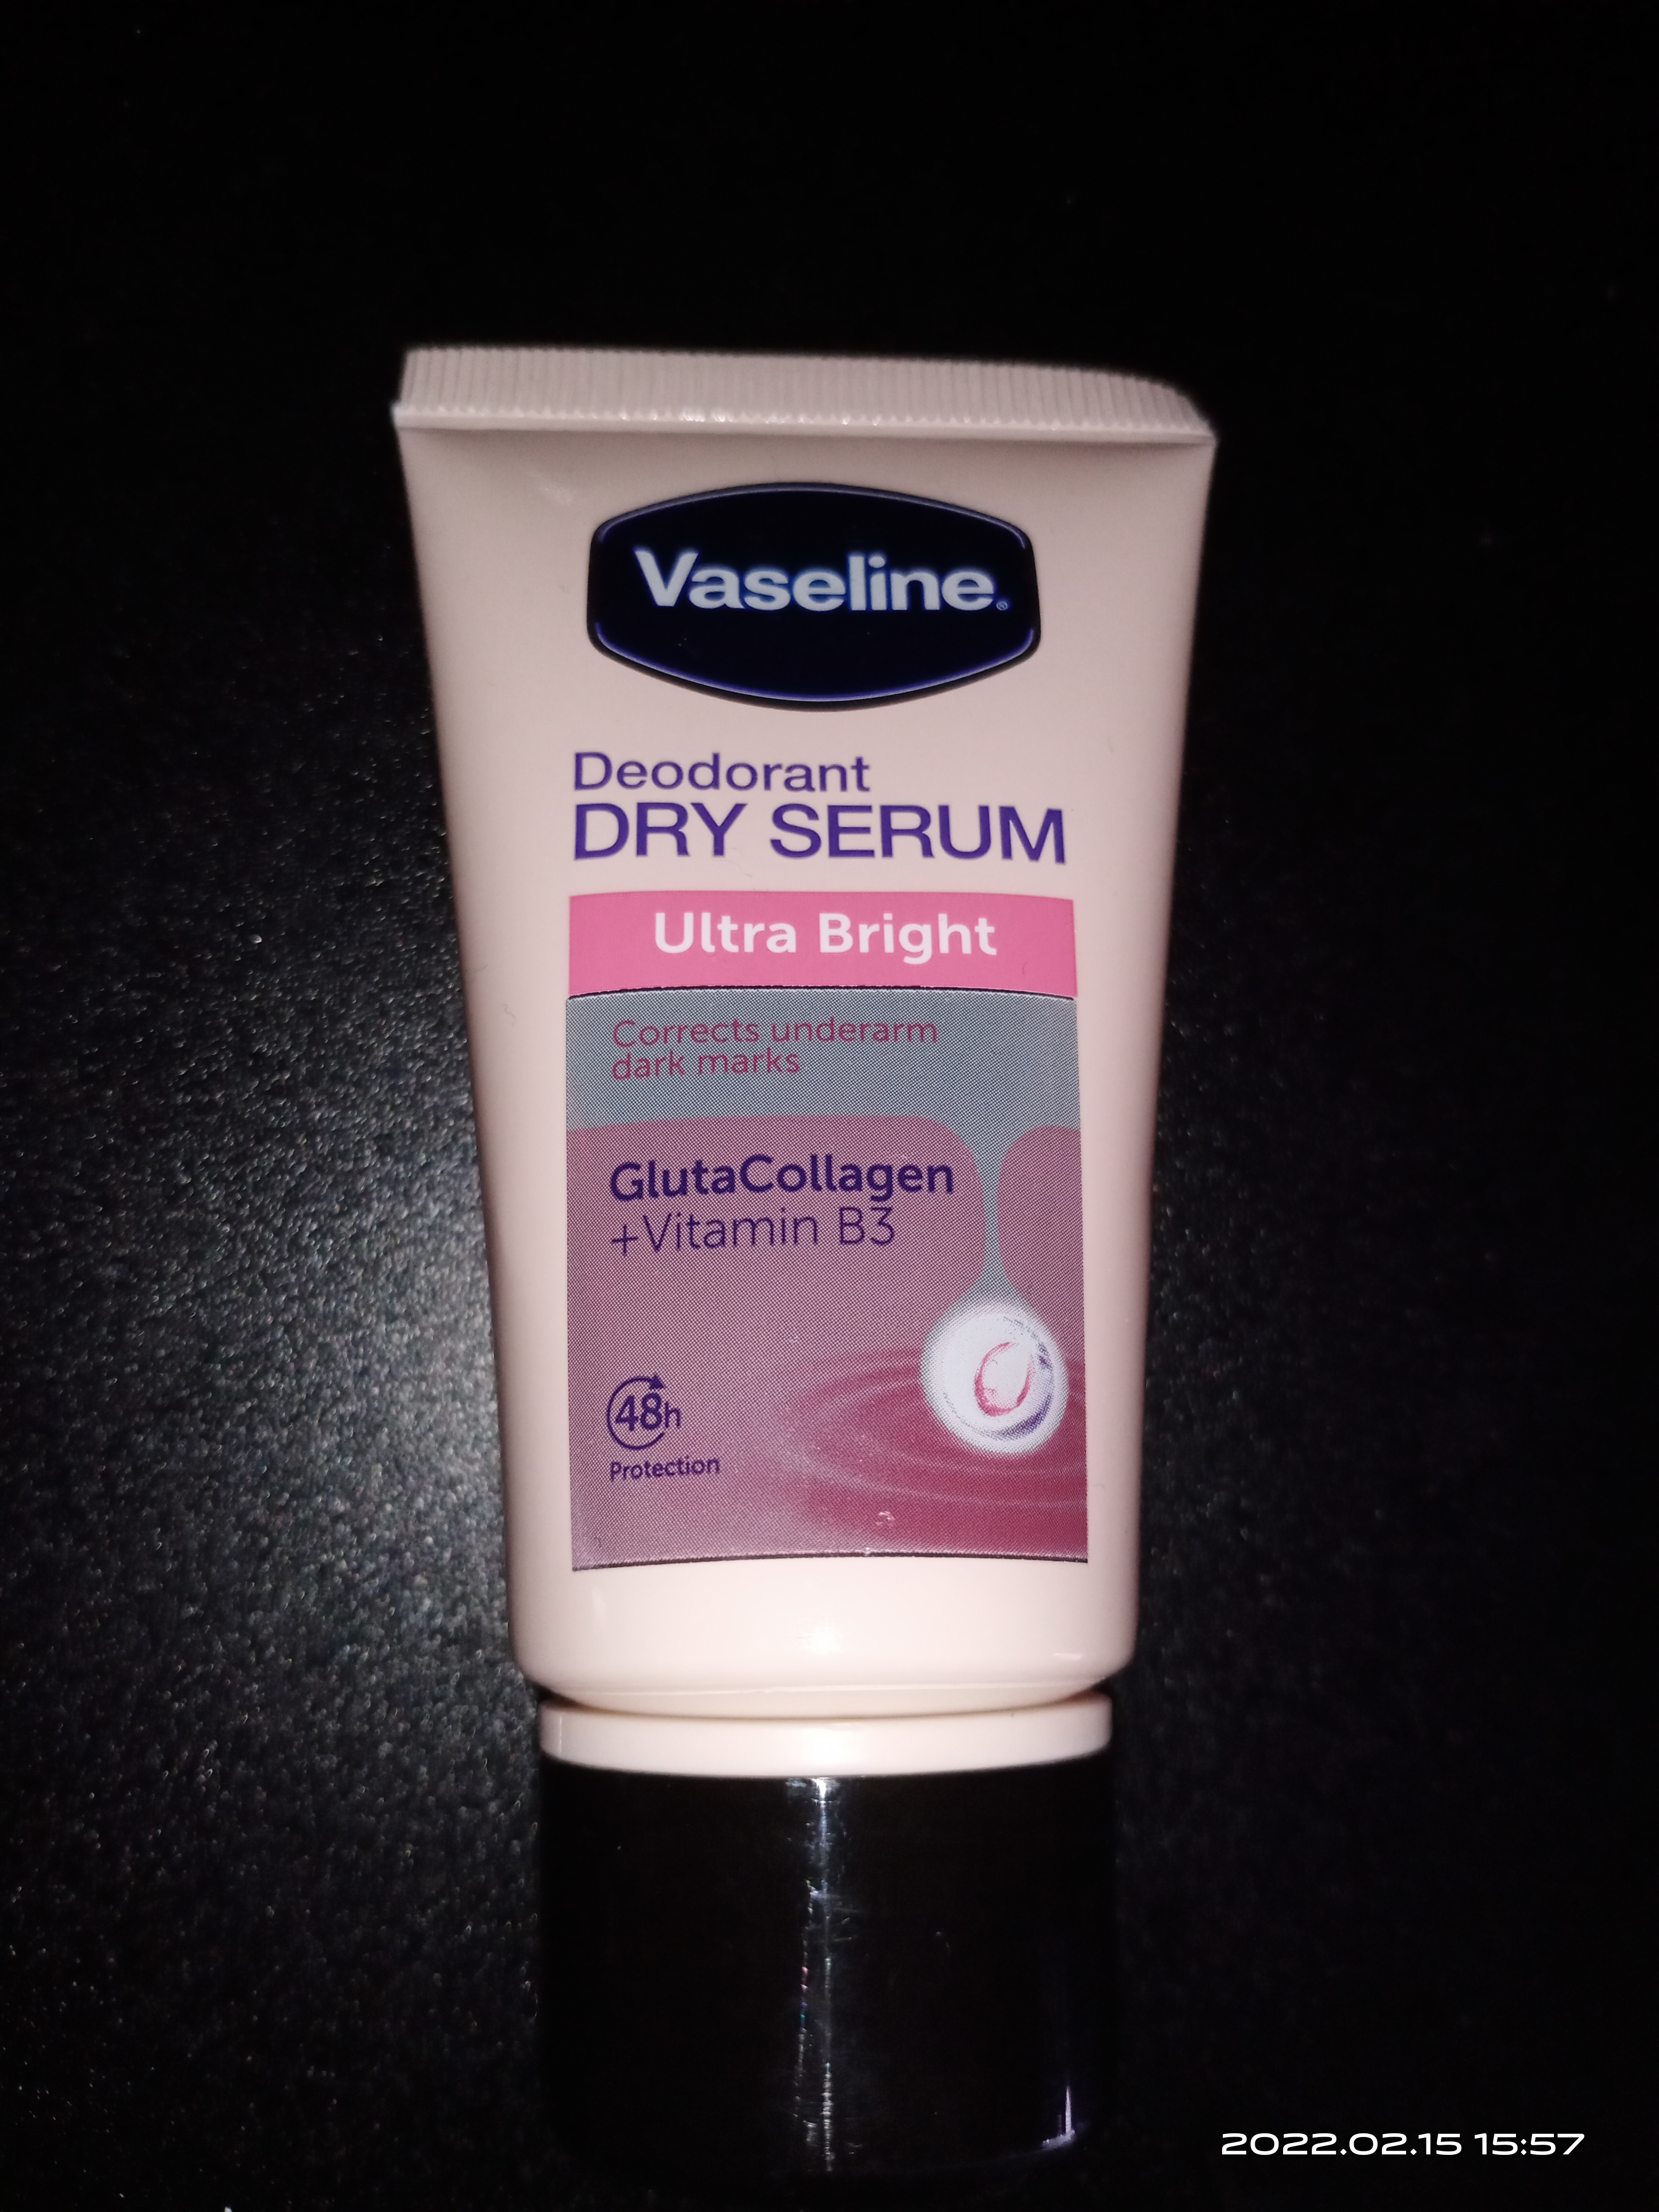 Vaseline®
Deodorant
DRY SERUM
Ultra Bright
Corrects underarm
dark marks
GlutaCollagen
+Vitamin B3
48h
Protection
2022.02.15 15:57